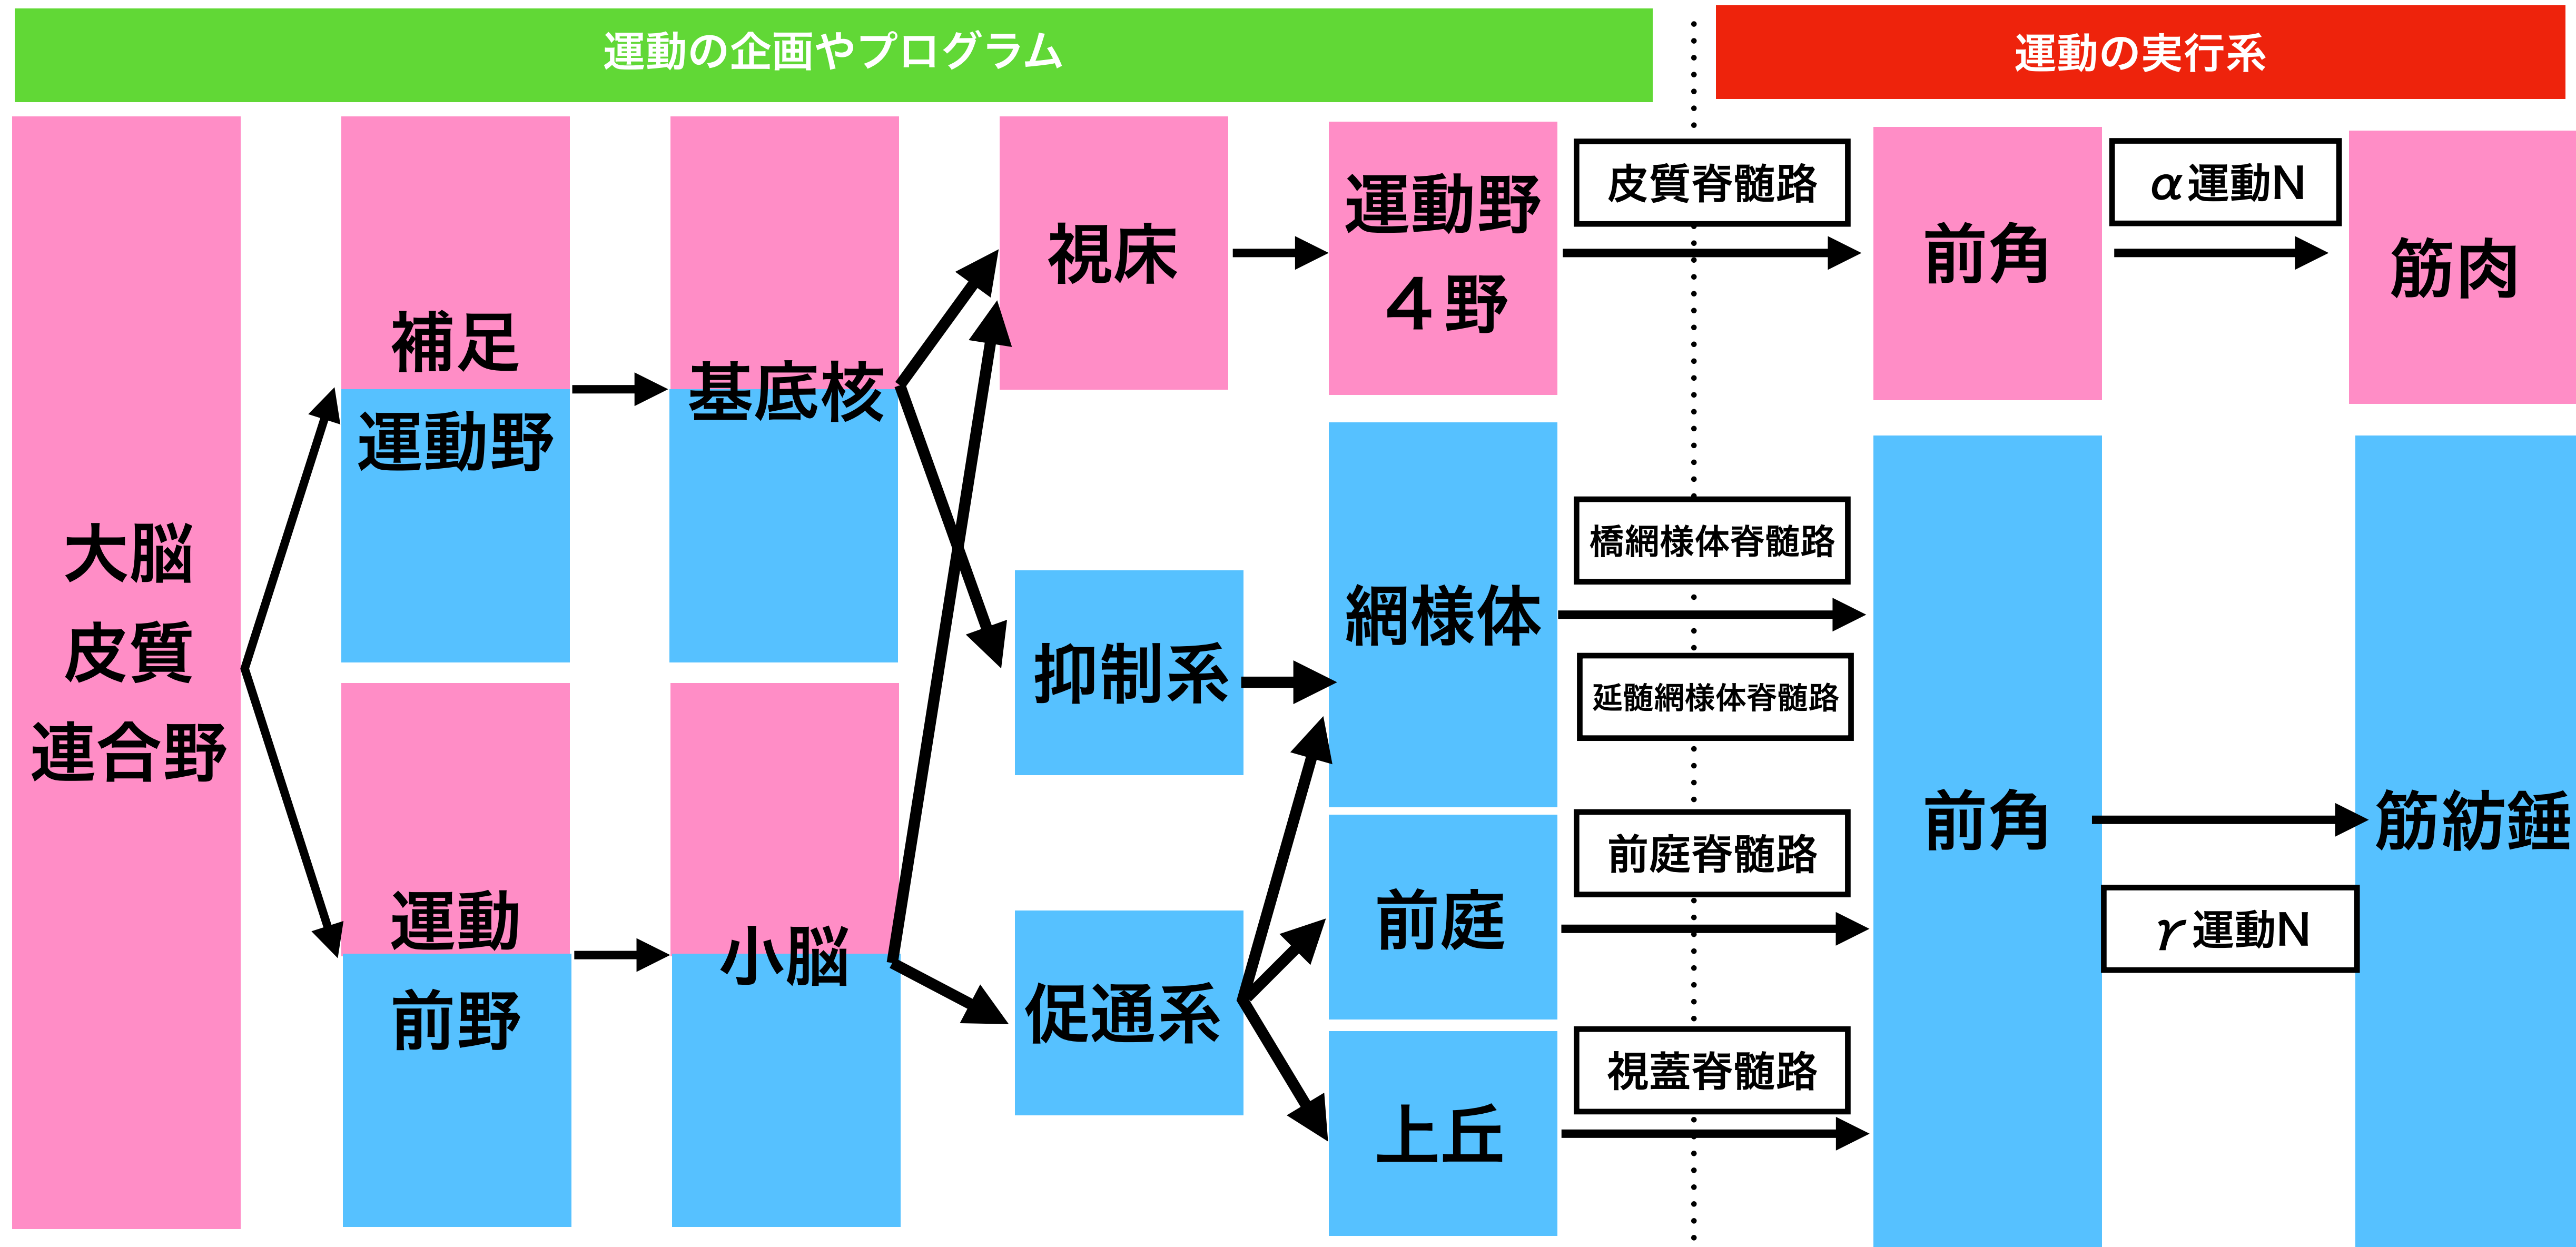 運動の企画やプログラム
運動の実行系
大脳
皮質
連合野
補足
運動野
運動
前野
基底核
小脳
視床
抑制系
促通系
運動野
４野
網様体
前庭
上丘
皮質脊髄路
橋網様体脊髄路
延髄網様体脊髄路
前庭脊髄路
視蓋脊髄路
前角
前角
α運動N
γ運動N
筋肉
筋紡錘